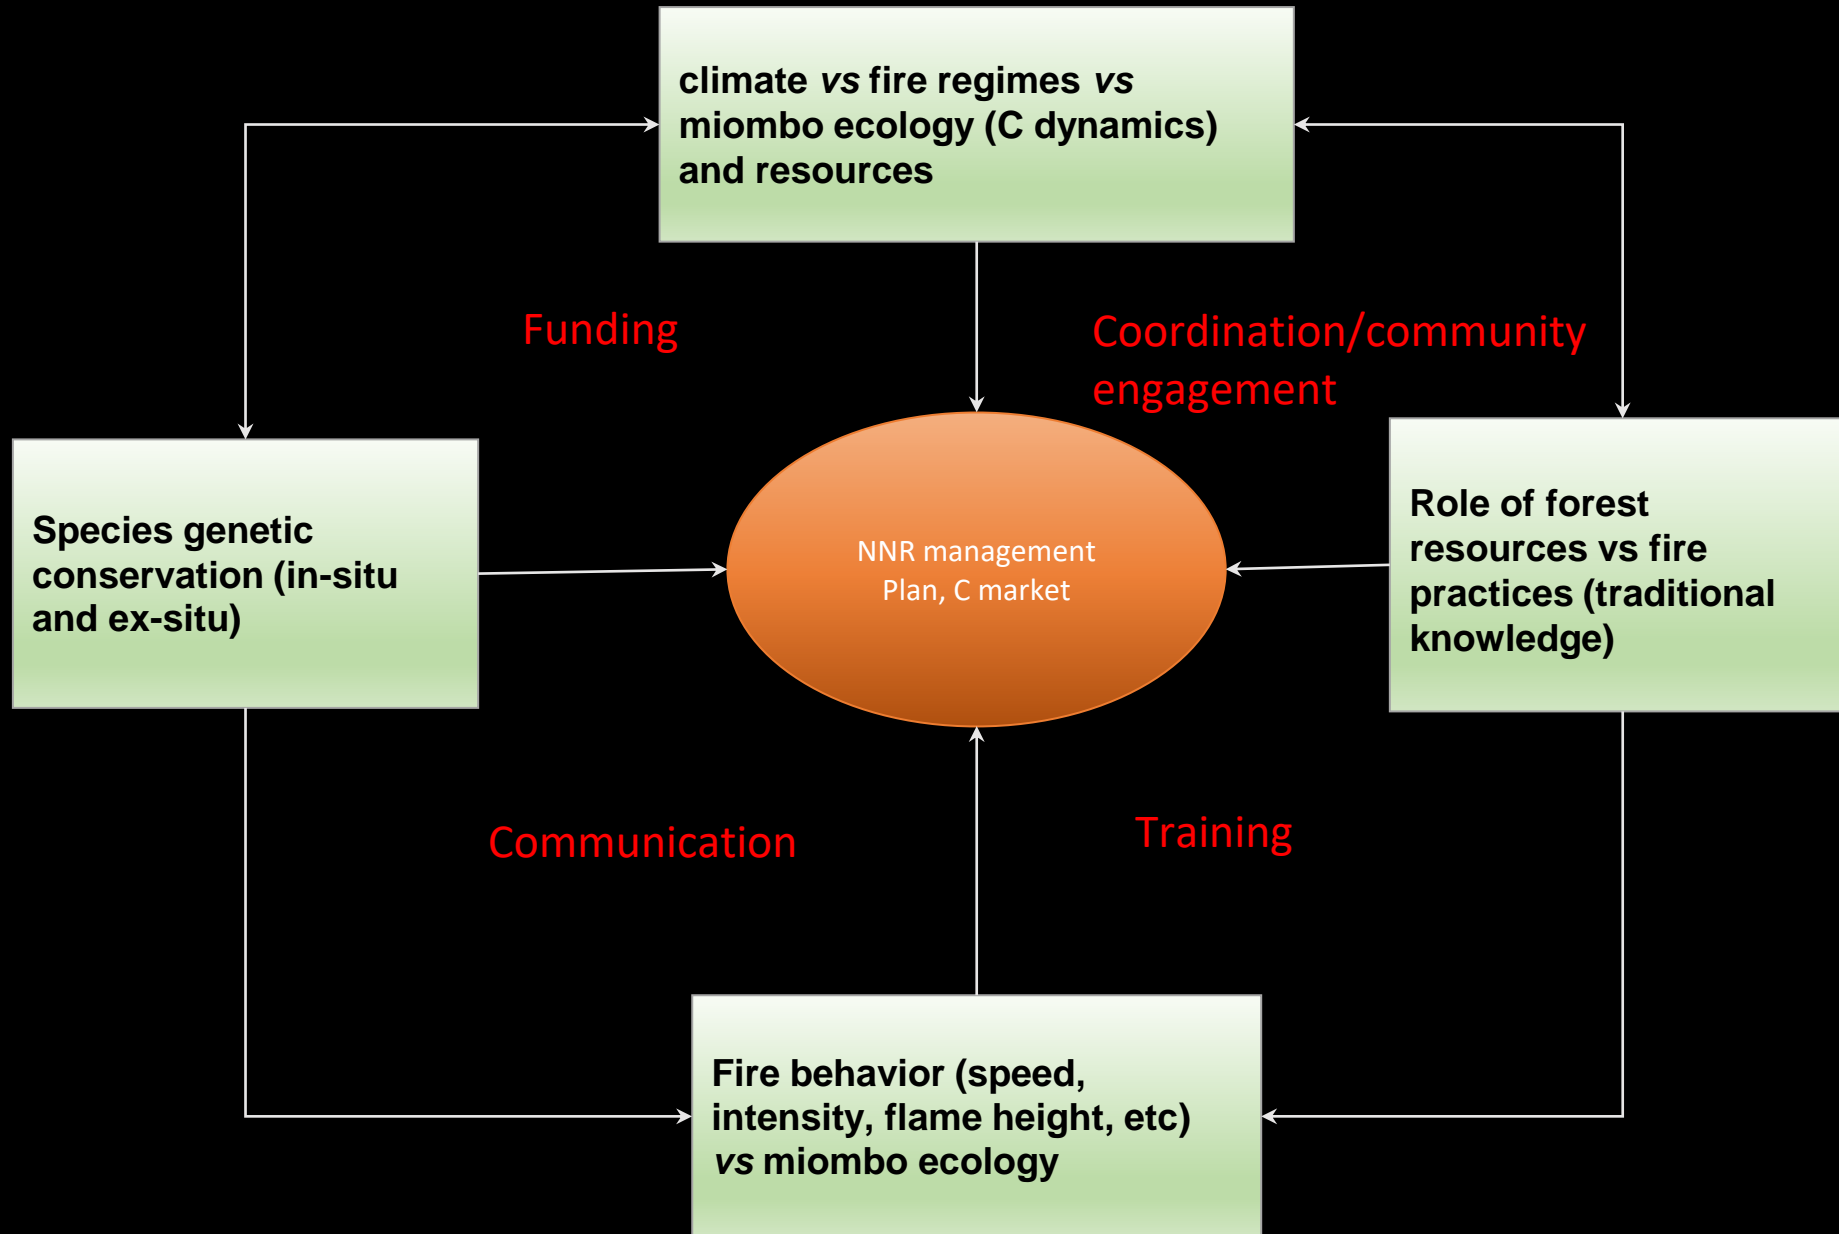 climate vs fire regimes vs
miombo ecology (C dynamics)
and resources
Funding
Coordination/community
engagement
Species genetic
conservation (in-situ
and ex-situ)
NNR management
Plan, C market
Role of forest
resources vs fire
practices (traditional
knowledge)
Communication
Training
Fire behavior (speed,
intensity, flame height, etc)
vs miombo ecology